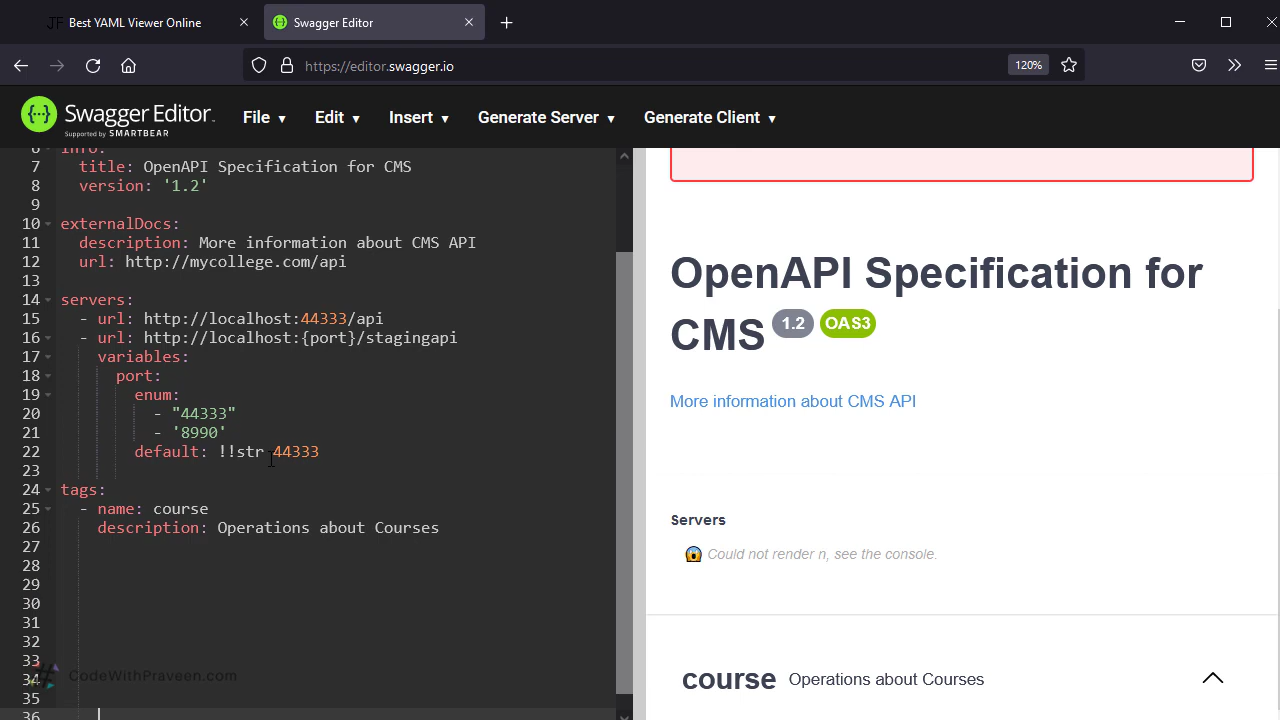 JF Best YAML Viewer Online
Swagger Editor
https://editor.swagger.io
120%
Swagger Editor
Supported by SMARTBEAR
File
Edit
Insert
Generate Server
Generate Client
6 info:
7 title: OpenAPI Specification for CMS
8 version: '1.2'
9
10 externalDocs:
11 description: More information about CMS API
12 url: http://mycollege.com/api
13
14 servers:
15 - url: http://localhost:44333/api
16 - url: http://localhost:{port}/stagingapi
17 variables:
18 port:
19 enum:
20 - "44333"
21 - '8990'
22 default: !!str 44333
23
24 tags:
25 - name: course
26 description: Operations about Courses
27
28
29
30
31
32
33
34
35
36
# CodeWithPraveen.com
OpenAPI Specification for
CMS 1.2 OAS3
More information about CMS API
Servers
Could not render n, see the console.
course Operations about Courses